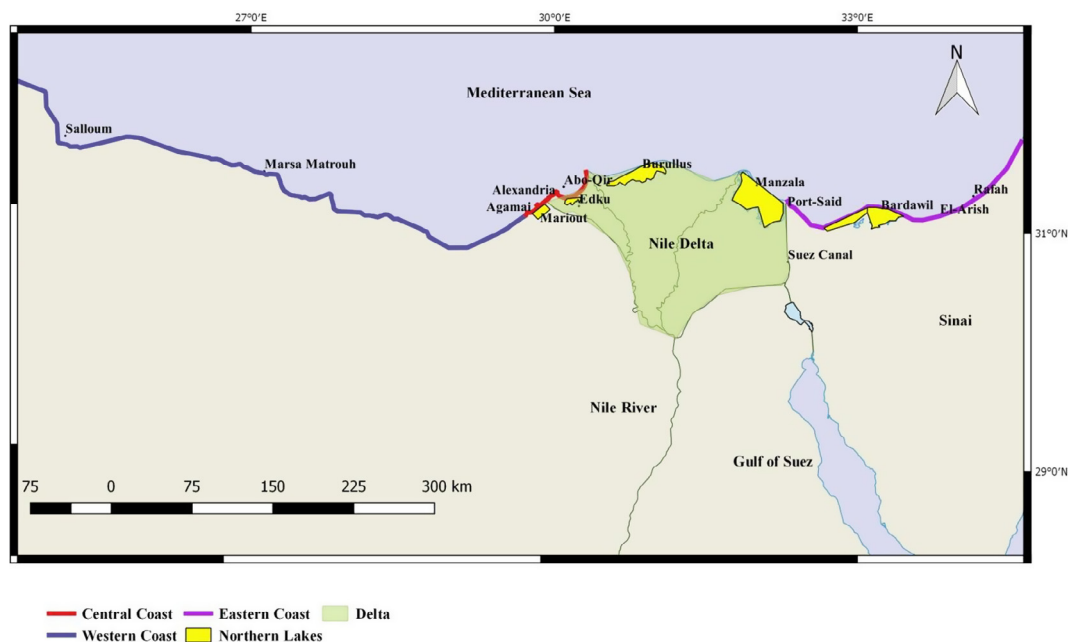 27°0'E 30°0'E 33°0'E
N
Mediterranean Sea
Salloum
Marsa Matrouh
Burullus
Abo-Qir
Alexandria
Manzala
Rafah
Edku
Port-Said
Bardawil
Agamai
El-Arish
Mariout
31°0'N
Nile Delta
Suez Canal
Sinai
Nile River
Gulf of Suez
29°0'N
75 0 75 150 225 300 km
Central Coast Eastern Coast Delta
Western Coast Northern Lakes